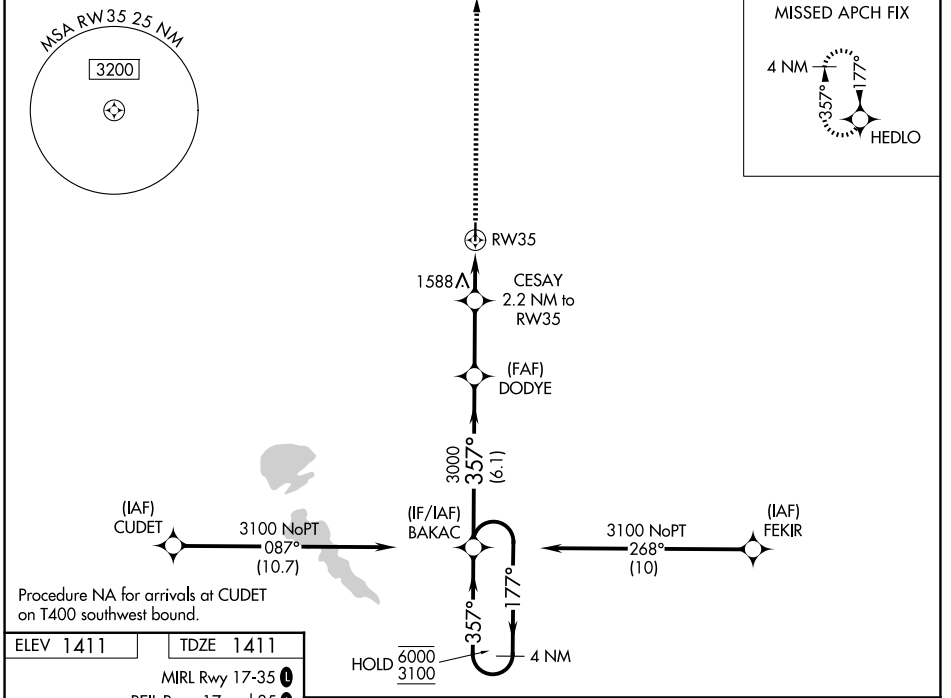 MSA RW35 25 NM
3200
MISSED APCH FIX
4 NM
357°
177°
HEDLO
RW35
1588
CESAY
2.2 NM to
RW35
(FAF)
DODYE
3000
357°
(6.1)
(IAF)
CUDET
3100 NoPT
087°
(10.7)
(IF/IAF)
BAKAC
3100 NoPT
268°
(10)
(IAF)
FEKIR
Procedure NA for arrivals at CUDET
on T400 southwest bound.
357°
177°
HOLD
6000
3100
4 NM
ELEV 1411
TDZE 1411
MIRL Rwy 17-35 L